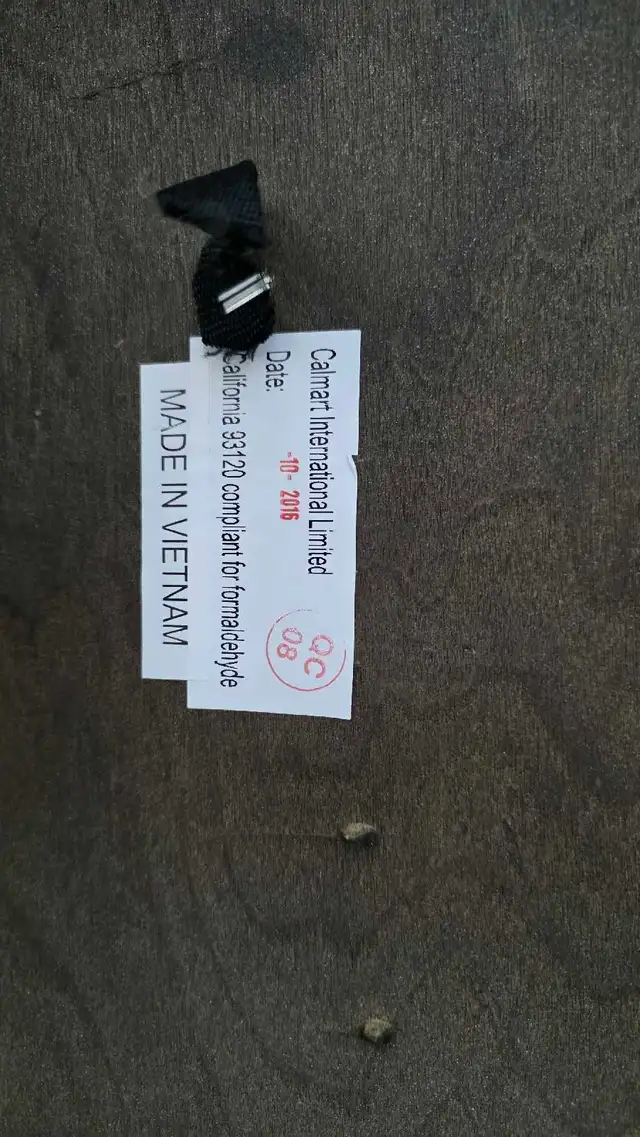 Calmart International Limited
Date: -10- 2016
California 93120 compliant for formaldehyde
QC
08
MADE IN VIETNAM